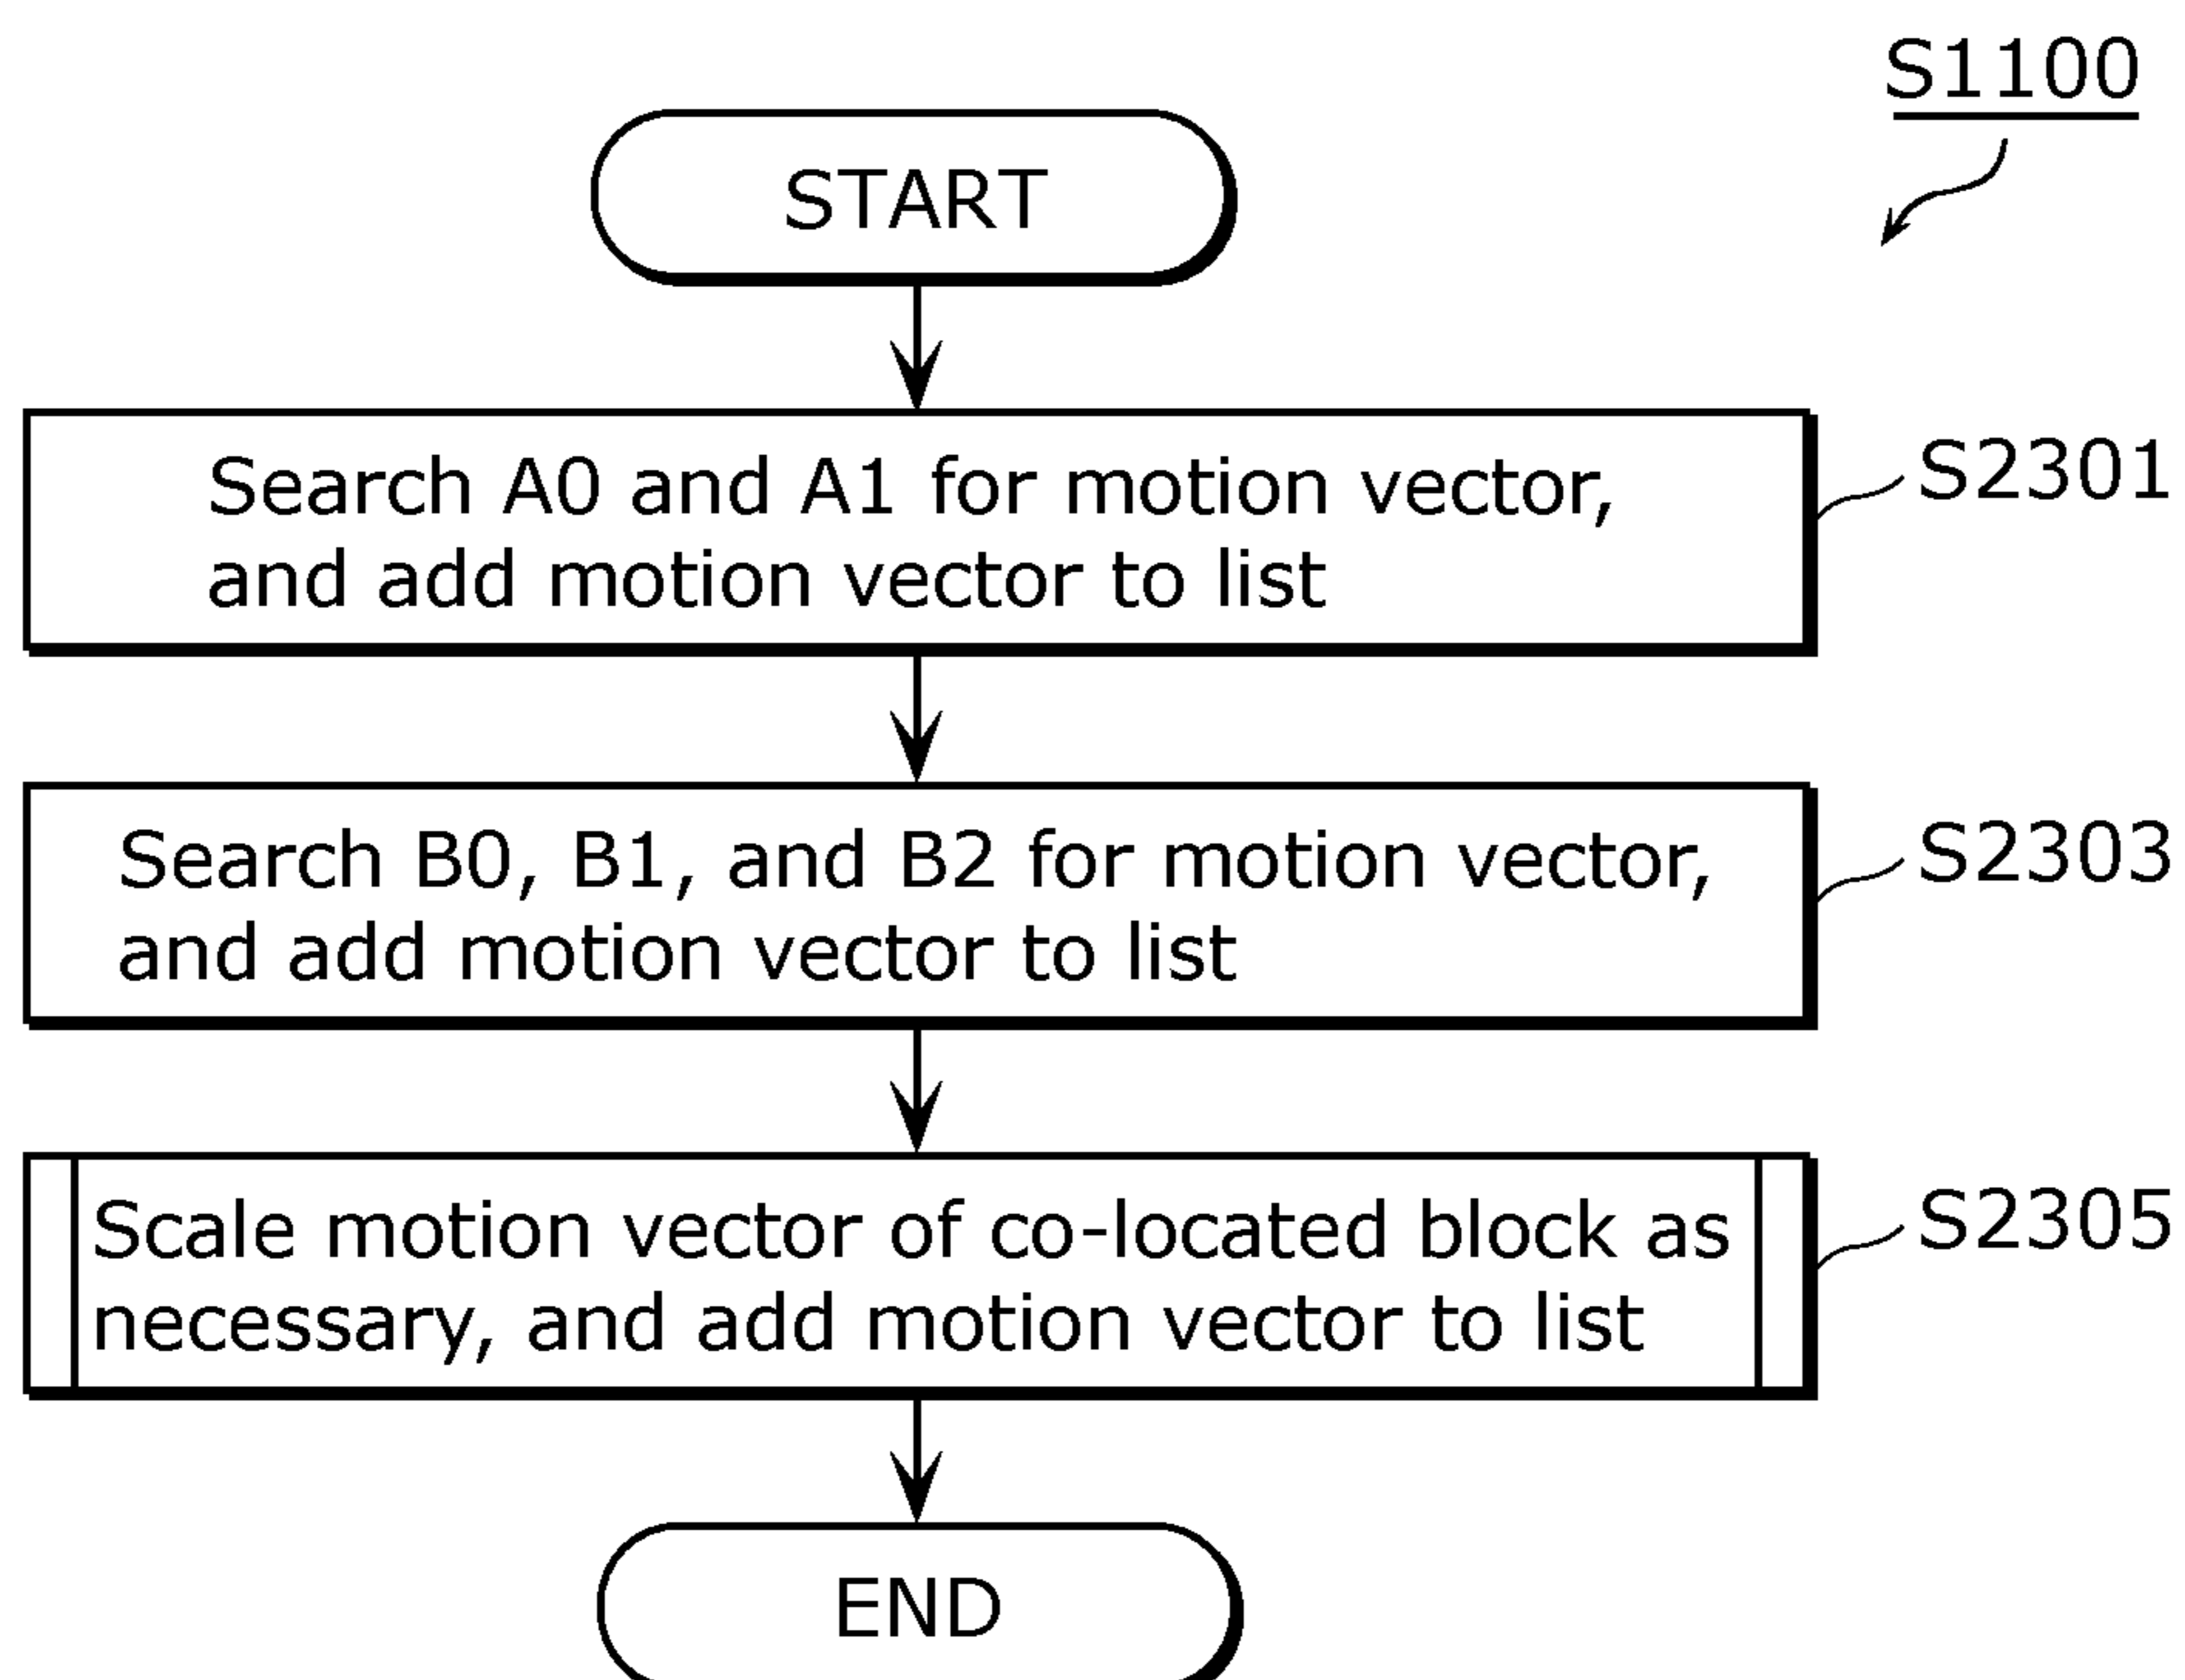 S1100
START
Search A0 and A1 for motion vector,
and add motion vector to list
S2301
Search B0, B1, and B2 for motion vector,
and add motion vector to list
S2303
Scale motion vector of co-located block as
necessary, and add motion vector to list
S2305
END